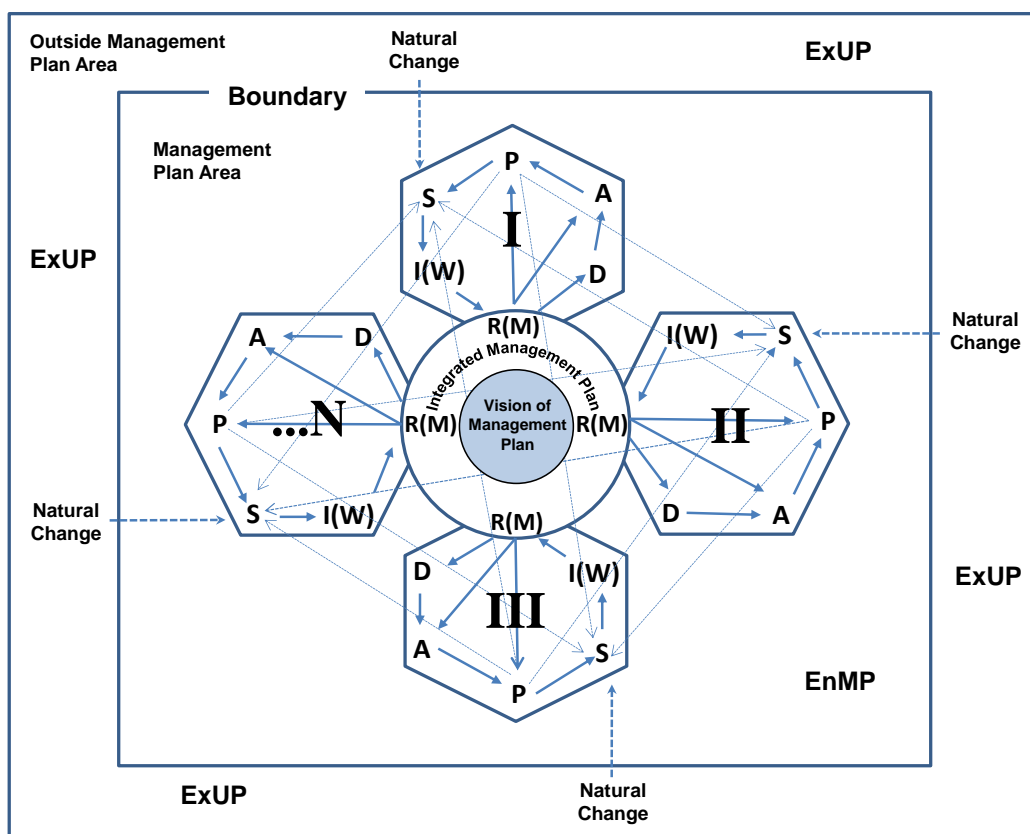 Outside Management
Plan Area
Natural
Change
ExUP
Boundary
Management
Plan Area
ExUP
P
S
A
I
I(W)
D
R(M)
Natural
Change
A
D
P
...N
S
I(W)
R(M)
Integrated Management Plan
Vision of
Management
Plan
R(M)
I(W)
S
P
II
D
A
Natural
Change
R(M)
D
I(W)
III
A
S
P
ExUP
EnMP
ExUP
Natural
Change